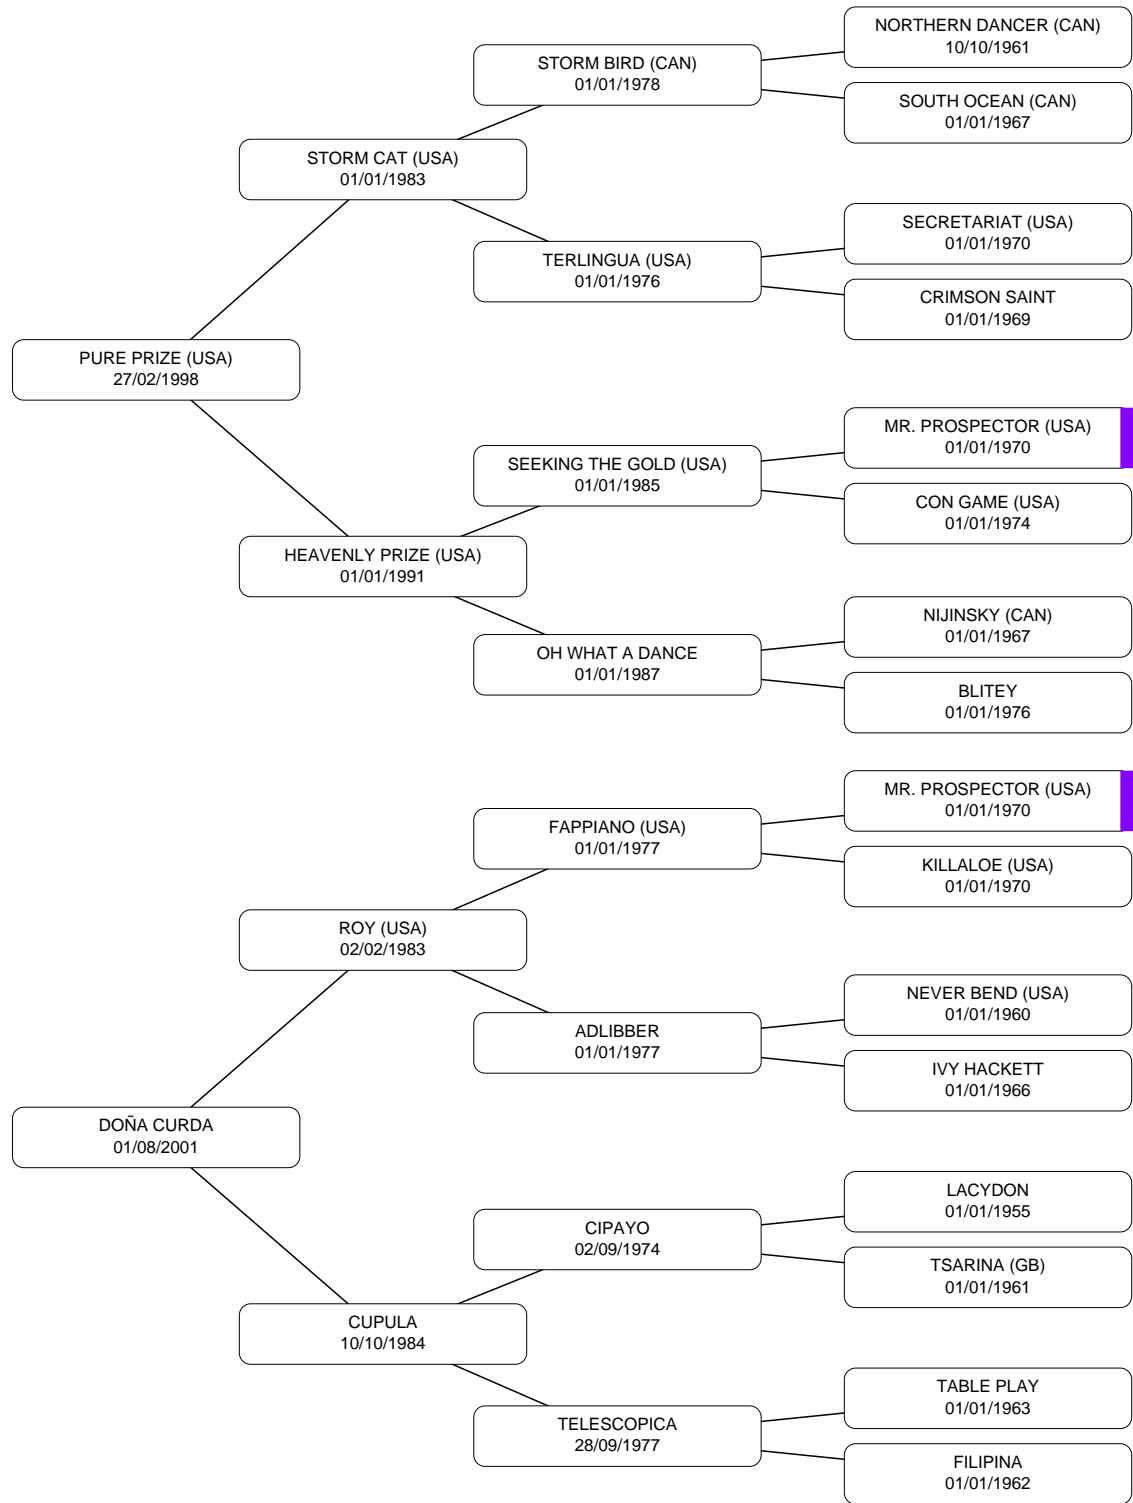 NORTHERN DANCER (CAN)
10/10/1961
STORM BIRD (CAN)
01/01/1978
SOUTH OCEAN (CAN)
01/01/1967
STORM CAT (USA)
01/01/1983
SECRETARIAT (USA)
01/01/1970
TERLINGUA (USA)
01/01/1976
CRIMSON SAINT
01/01/1969
PURE PRIZE (USA)
27/02/1998
MR. PROSPECTOR (USA)
01/01/1970
SEEKING THE GOLD (USA)
01/01/1985
CON GAME (USA)
01/01/1974
HEAVENLY PRIZE (USA)
01/01/1991
NIJINSKY (CAN)
01/01/1967
OH WHAT A DANCE
01/01/1987
BLITEY
01/01/1976
MR. PROSPECTOR (USA)
01/01/1970
FAPPIANO (USA)
01/01/1977
KILLALOE (USA)
01/01/1970
ROY (USA)
02/02/1983
NEVER BEND (USA)
01/01/1960
ADLIBBER
01/01/1977
IVY HACKETT
01/01/1966
DOÑA CURDA
01/08/2001
LACYDON
01/01/1955
CIPAYO
02/09/1974
TSARINA (GB)
01/01/1961
CUPULA
10/10/1984
TABLE PLAY
01/01/1963
TELESCOPICA
28/09/1977
FILIPINA
01/01/1962